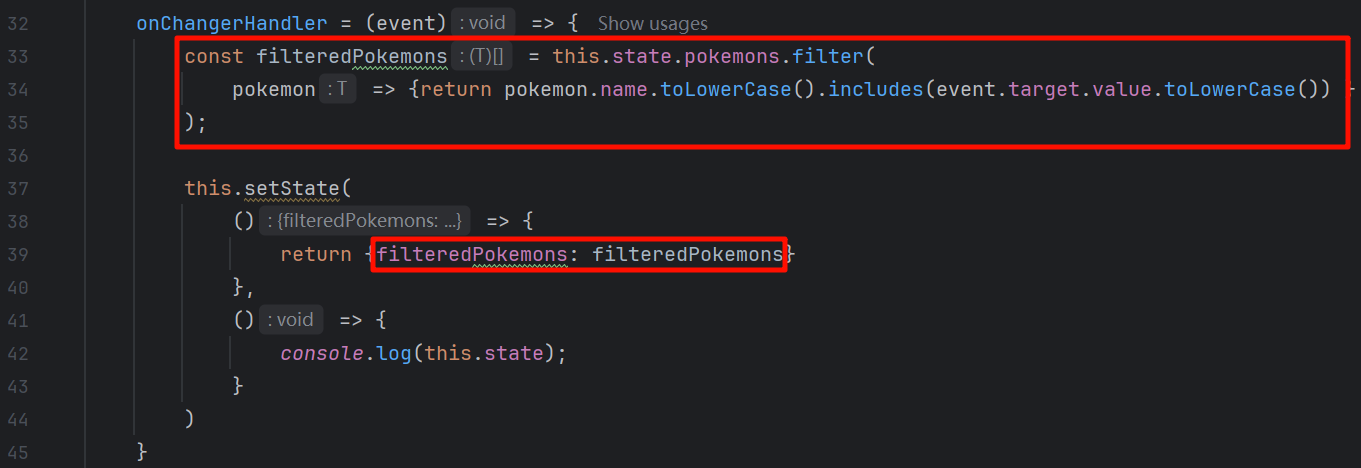 32 onChangerHandler = (event) : void => { Show usages
33 const filteredPokemons : (T)[] = this.state.pokemons.filter(
34 pokemon : T => {return pokemon.name.toLowerCase().includes(event.target.value.toLowerCase()) }
35 );
36
37 this.setState(
38 () : {filteredPokemons: ...} => {
39 return {filteredPokemons: filteredPokemons}
40 },
41 () : void => {
42 console.log(this.state);
43 }
44 )
45 }